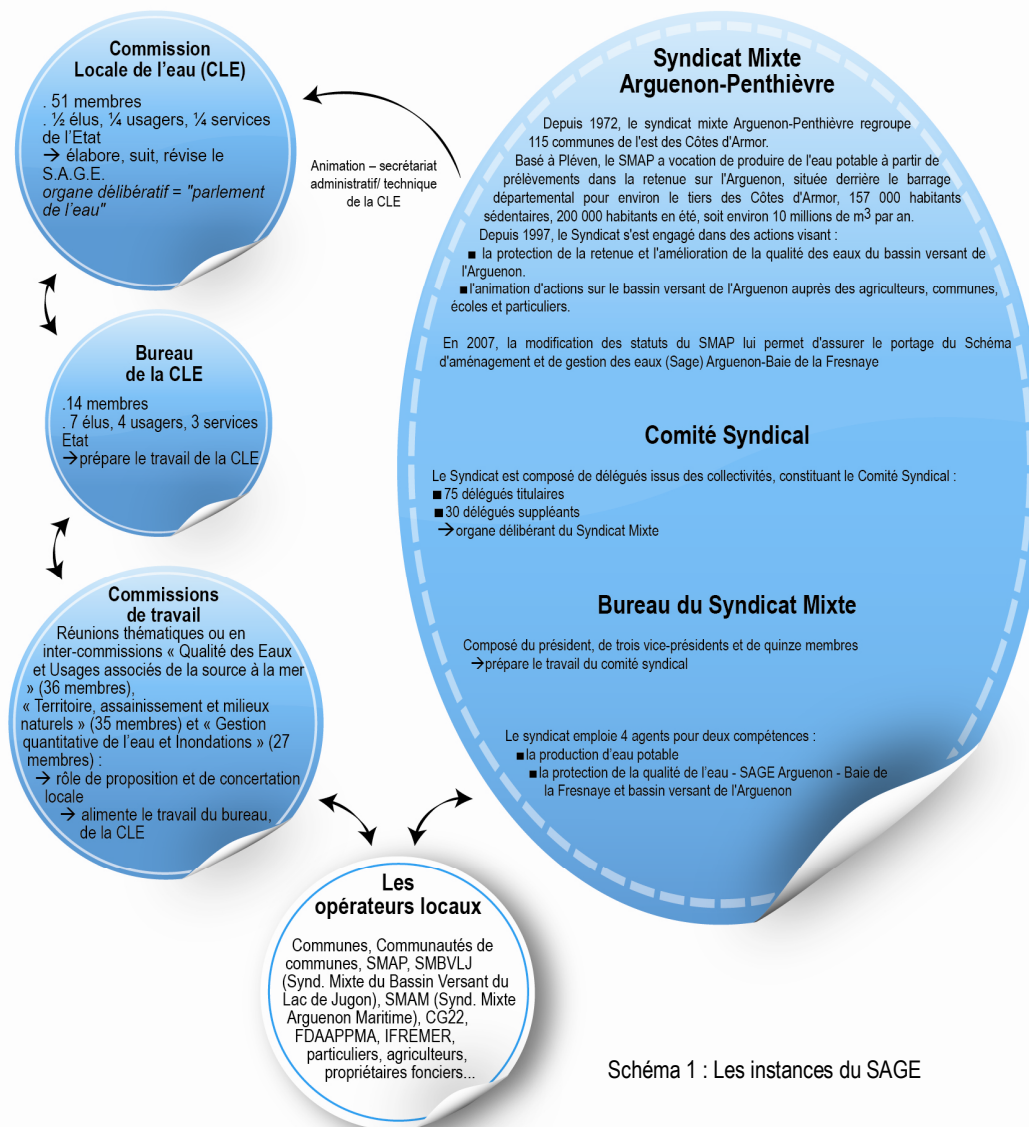 Commission
Locale de l'eau (CLE)
. 51 membres
. ½ élus, ¼ usagers, ¼ services
de l'Etat
→ élabore, suit, révise le
S.A.G.E.
organe délibératif = "parlement
de l'eau"
Animation – secrétariat
administratif/ technique
de la CLE
Bureau
de la CLE
.14 membres
. 7 élus, 4 usagers, 3 services
Etat
→prépare le travail de la CLE
Commissions
de travail
Réunions thématiques ou en
inter-commissions « Qualité des Eaux
et Usages associés de la source à la mer
» (36 membres),
« Territoire, assainissement et milieux
naturels » (35 membres) et « Gestion
quantitative de l'eau et Inondations » (27
membres) :
→ rôle de proposition et de concertation
locale
→ alimente le travail du bureau,
de la CLE
Syndicat Mixte
Arguenon-Penthièvre
Depuis 1972, le syndicat mixte Arguenon-Penthièvre regroupe
115 communes de l'est des Côtes d'Armor.
Basé à Pléven, le SMAP a vocation de produire de l'eau potable à partir de
prélèvements dans la retenue sur l'Arguenon, située derrière le barrage
départemental pour environ le tiers des Côtes d'Armor, 157 000 habitants
sédentaires, 200 000 habitants en été, soit environ 10 millions de m³ par an.
Depuis 1997, le Syndicat s'est engagé dans des actions visant :
■ la protection de la retenue et l'amélioration de la qualité des eaux du bassin versant de
l'Arguenon.
■l'animation d'actions sur le bassin versant de l'Arguenon auprès des agriculteurs, communes,
écoles et particuliers.
En 2007, la modification des statuts du SMAP lui permet d'assurer le portage du Schéma
d'aménagement et de gestion des eaux (Sage) Arguenon-Baie de la Fresnaye
Comité Syndical
Le Syndicat est composé de délégués issus des collectivités, constituant le Comité Syndical :
■75 délégués titulaires
■30 délégués suppléants
→organe délibérant du Syndicat Mixte
Bureau du Syndicat Mixte
Composé du président, de trois vice-présidents et de quinze membres
→prépare le travail du comité syndical
Le syndicat emploie 4 agents pour deux compétences :
■la production d'eau potable
■la protection de la qualité de l'eau - SAGE Arguenon - Baie de
la Fresnaye et bassin versant de l'Arguenon
Les
opérateurs locaux
Communes, Communautés de
communes, SMAP, SMBVLJ
(Synd. Mixte du Bassin Versant du
Lac de Jugon), SMAM (Synd. Mixte
Arguenon Maritime), CG22,
FDAAPPMA, IFREMER,
particuliers, agriculteurs,
propriétaires fonciers...
Schéma 1 : Les instances du SAGE